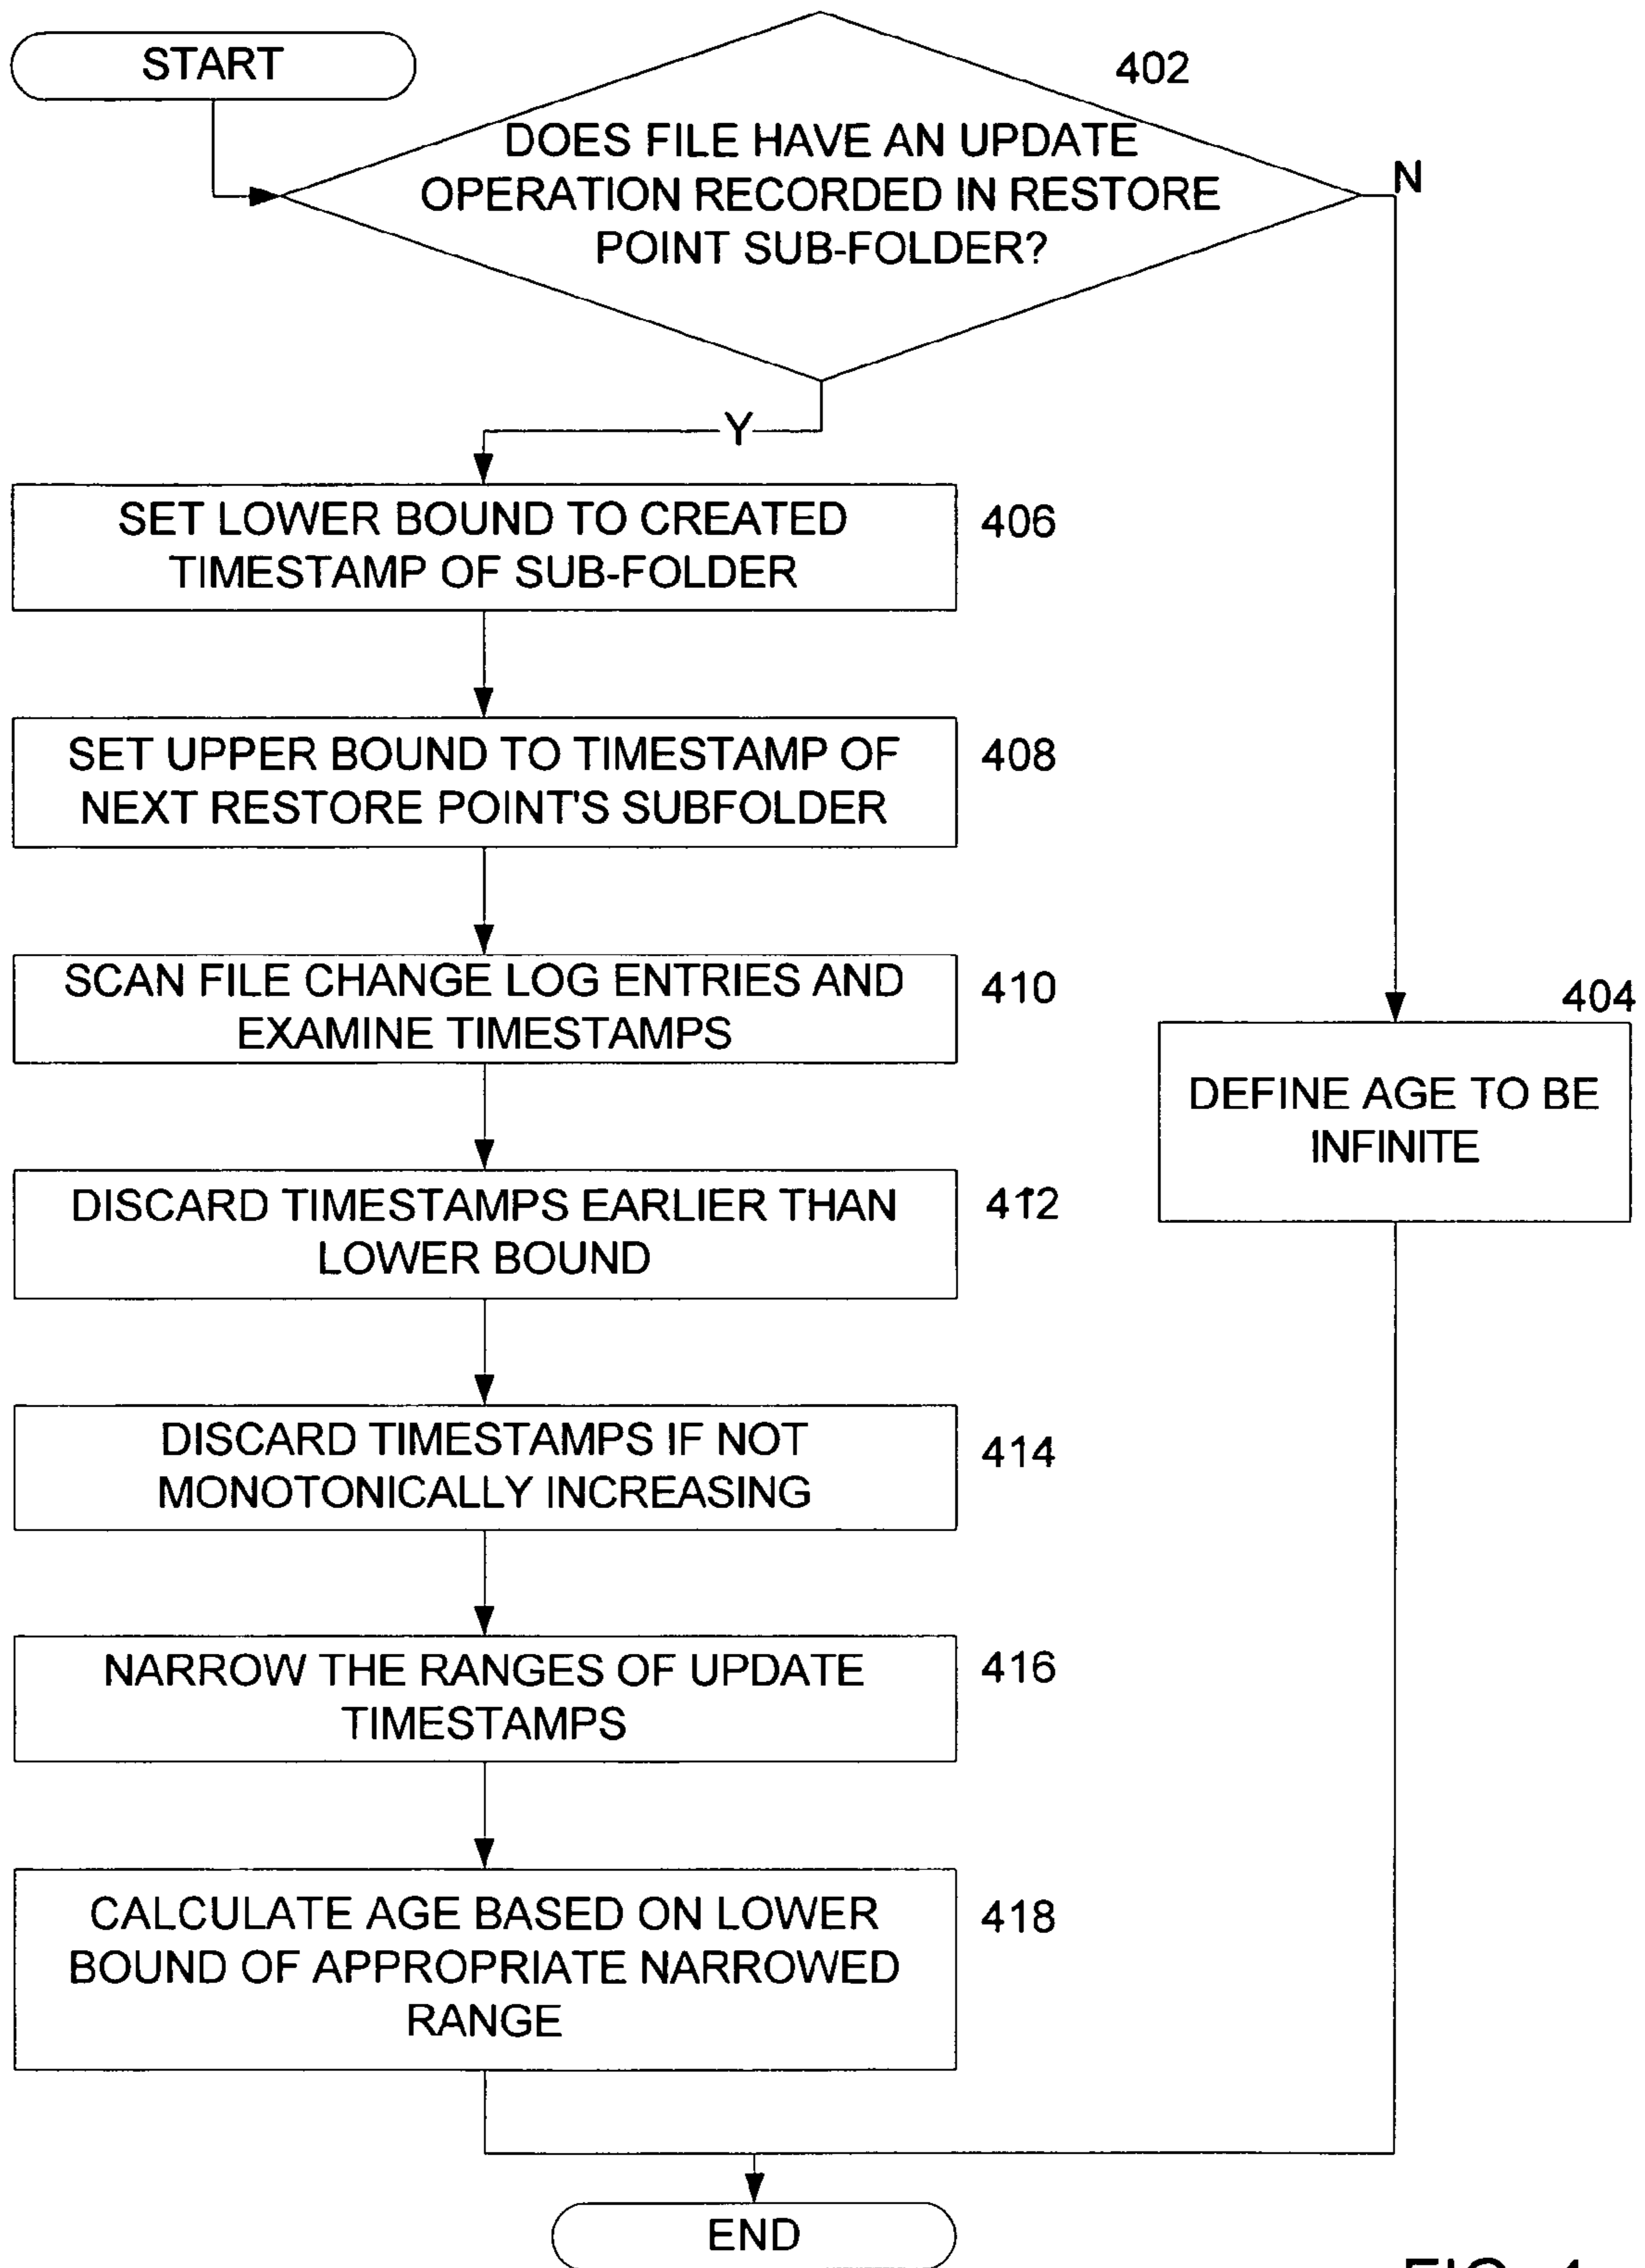 START
402
DOES FILE HAVE AN UPDATE
OPERATION RECORDED IN RESTORE
POINT SUB-FOLDER?
N
Y
SET LOWER BOUND TO CREATED
TIMESTAMP OF SUB-FOLDER
406
SET UPPER BOUND TO TIMESTAMP OF
NEXT RESTORE POINT'S SUBFOLDER
408
SCAN FILE CHANGE LOG ENTRIES AND
EXAMINE TIMESTAMPS
410
404
DEFINE AGE TO BE
INFINITE
DISCARD TIMESTAMPS EARLIER THAN
LOWER BOUND
412
DISCARD TIMESTAMPS IF NOT
MONOTONICALLY INCREASING
414
NARROW THE RANGES OF UPDATE
TIMESTAMPS
416
CALCULATE AGE BASED ON LOWER
BOUND OF APPROPRIATE NARROWED
RANGE
418
END